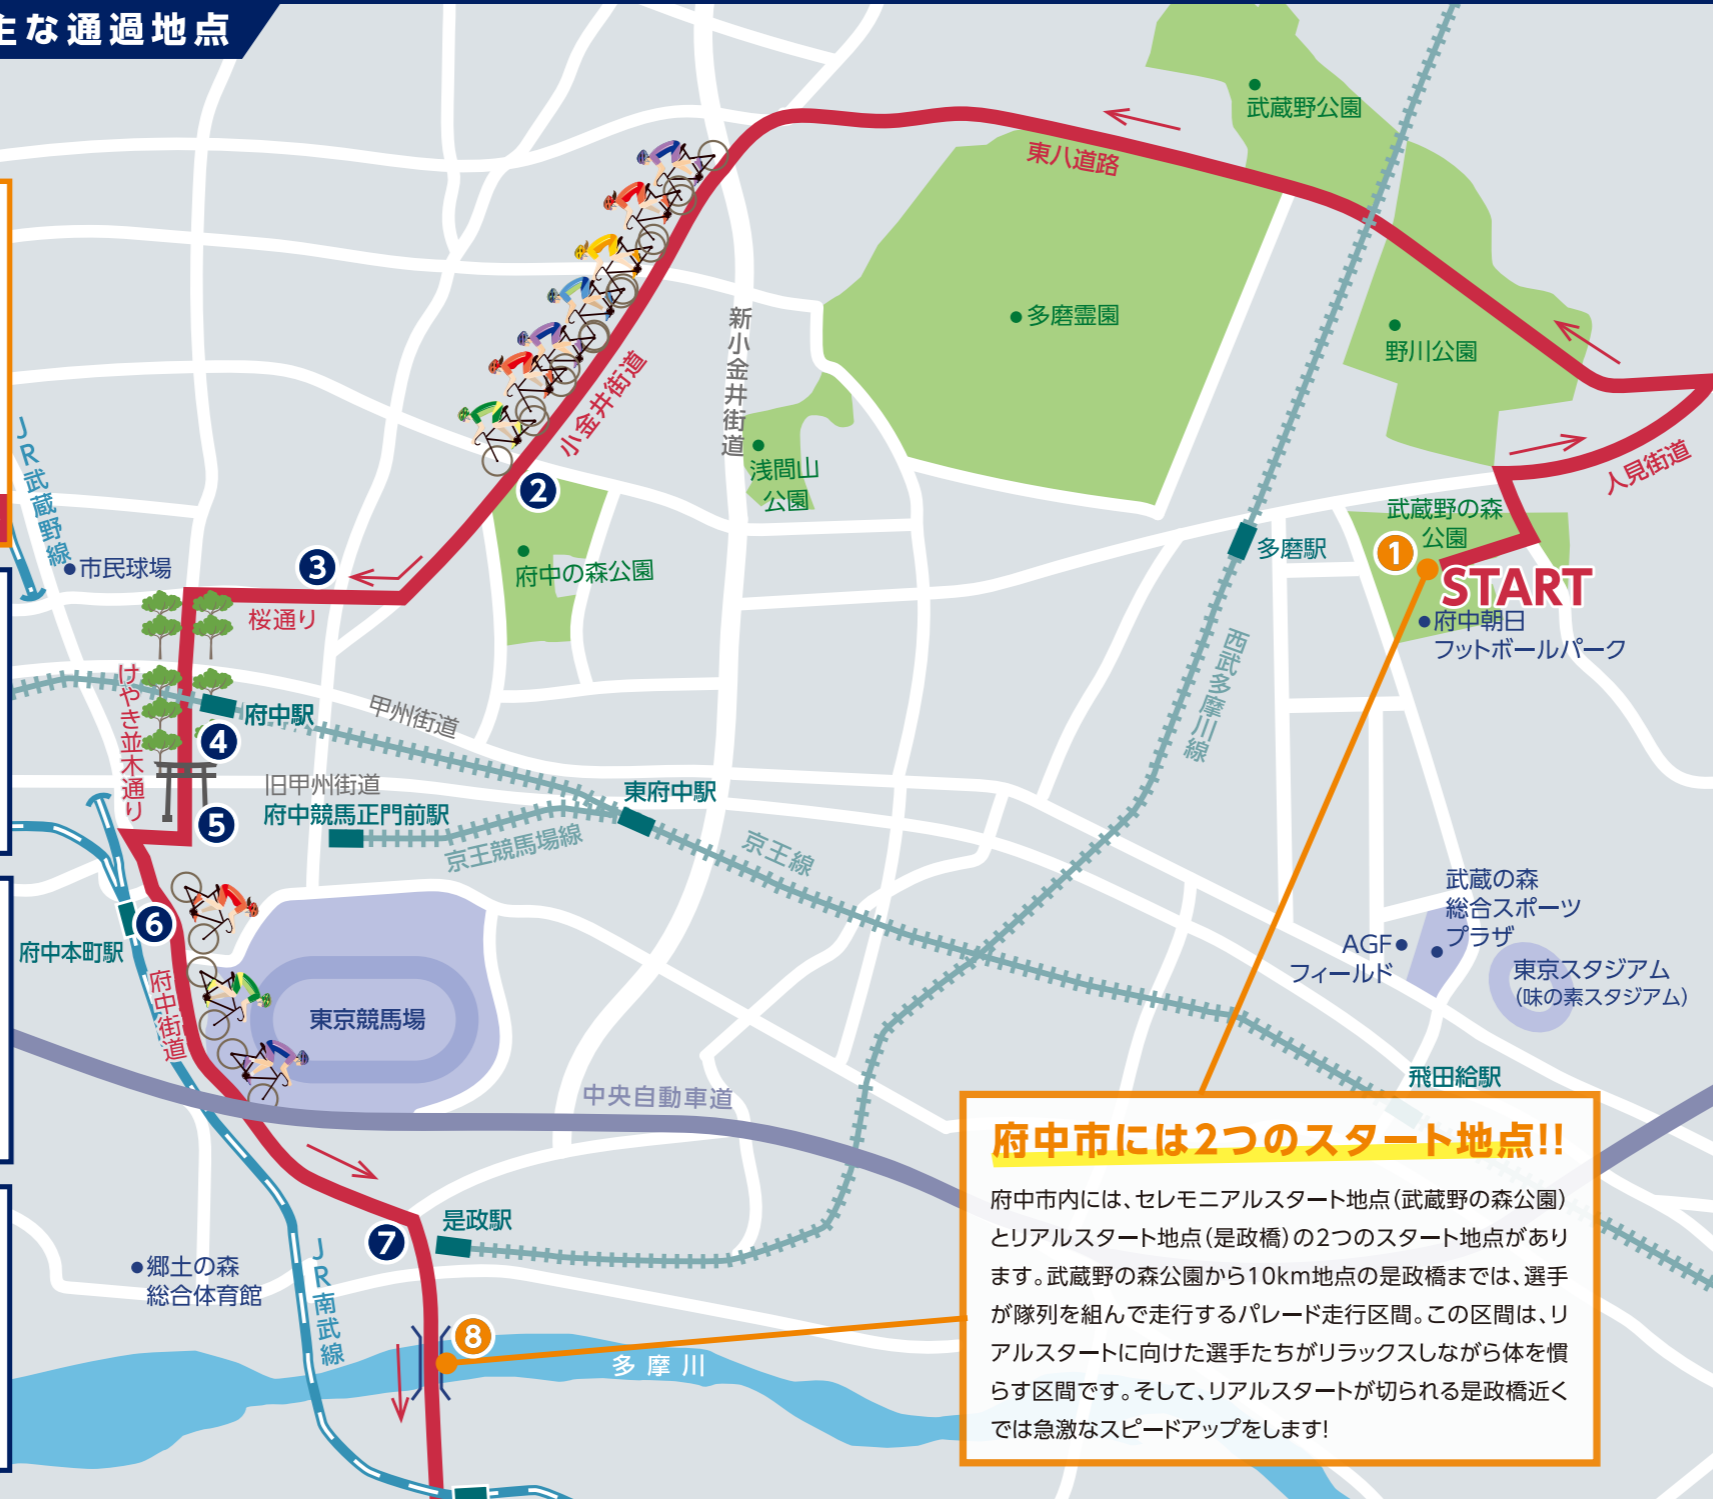 主な通過地点
武蔵野公園
東八道路
多磨霊園
野川公園
新小金井街道
小金井街道
人見街道
浅間山
公園
2
武蔵野の森
公園
1
START
府中朝日
フットボールパーク
多磨駅
JR武蔵野線
市民球場
3
府中の森公園
桜通り
西武多摩川線
けやき並木通り
府中駅
甲州街道
4
旧甲州街道
府中競馬正門前駅
東府中駅
5
京王競馬場線
京王線
6
府中本町駅
府中街道
東京競馬場
武蔵の森
総合スポーツ
プラザ
AGF
フィールド
東京スタジアム
(味の素スタジアム)
中央自動車道
飛田給駅
7
是政駅
郷土の森
総合体育館
JR南武線
8
多摩川
府中市には2つのスタート地点!!
府中市内には、セレモニアルスタート地点(武蔵野の森公園)
とリアルスタート地点(是政橋)の2つのスタート地点があり
ます。武蔵野の森公園から10km地点の是政橋までは、選手
が隊列を組んで走行するパレード走行区間。この区間は、リ
アルスタートに向けた選手たちがリラックスしながら体を慣
らす区間です。そして、リアルスタートが切られる是政橋近く
では急激なスピードアップをします!